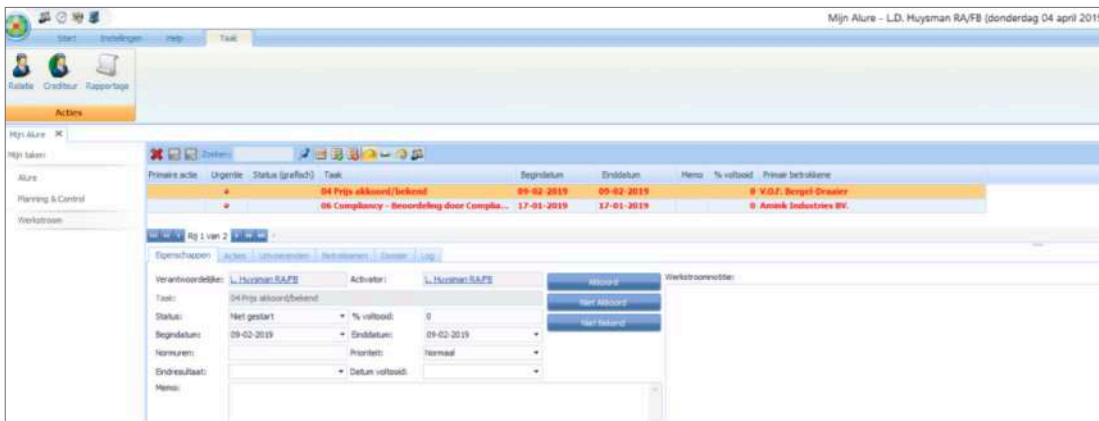 Mijn Alure - L.D. Huysman RA/FB (donderdag 04 april 2019
Start Instellingen Help Taak
Relatie Crediteur Rapportage
Acties
Mijn Alure
Mijn taken
Zoeken:
Alure
Planning & Control
Werkstroom
Primaire actie Urgentie Status (grafisch) Taak Begindatum Einddatum Memo % voltooid Primair betrokkene
04 Prijs akkoord/bekend 09-02-2019 09-02-2019 0 V.O.F. Bergel-Draaier
06 Compliancy - Beoordeling door Complia... 17-01-2019 17-01-2019 0 Amink Industries BV.
Rij 1 van 2
Eigenschappen Acties Uitvoerenden Betrokkenen Dossier Log
Verantwoordelijke: L. Huysman RA/FB Activator: L. Huysman RA/FB Akkoord Werkstroomnotitie:
Taak: 04 Prijs akkoord/bekend Niet Akkoord
Status: Niet gestart % voltooid: 0 Niet Bekend
Begindatum: 09-02-2019 Einddatum: 09-02-2019
Normuren: Prioriteit: Normaal
Eindresultaat: Datum voltooid:
Memo: